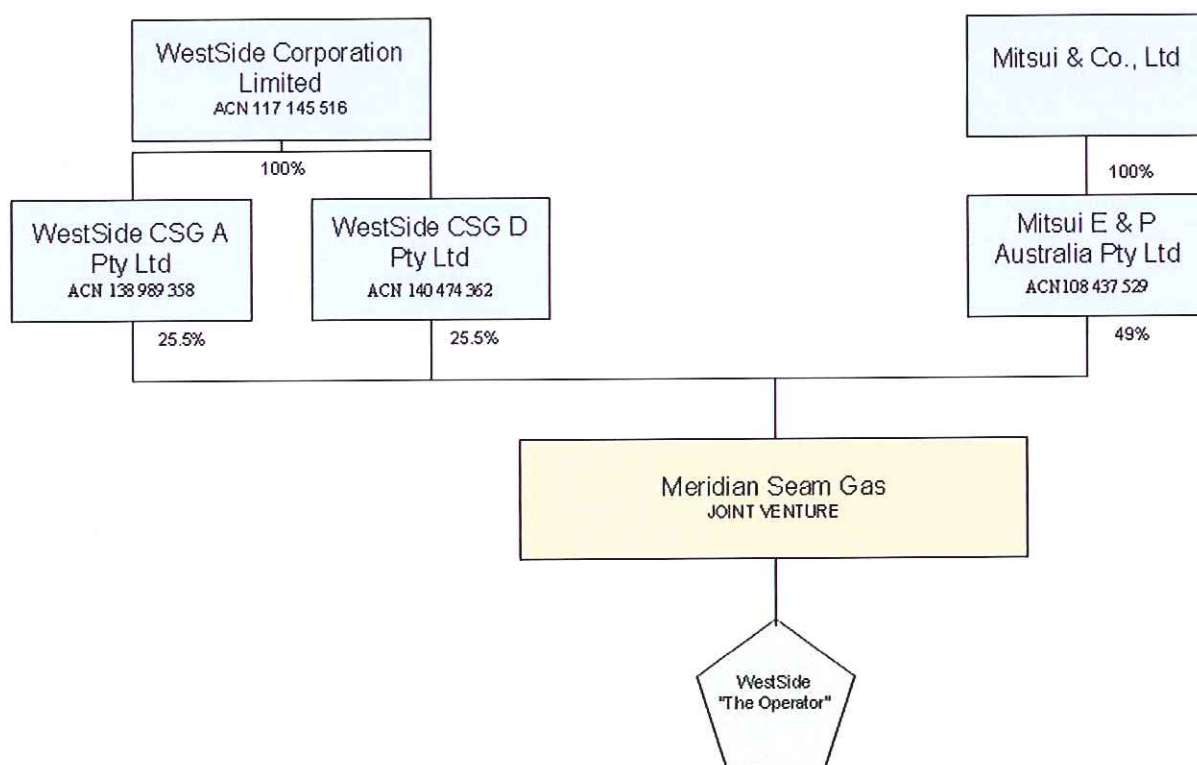 WestSide Corporation
Limited
ACN 117 145 516
Mitsui & Co., Ltd
100%
100%
WestSide CSG A
Pty Ltd
ACN 138 989 358
WestSide CSG D
Pty Ltd
ACN 140 474 362
Mitsui E & P
Australia Pty Ltd
ACN108 437 529
25.5%
25.5%
49%
Meridian Seam Gas
JOINT VENTURE
WestSide
"The Operator"